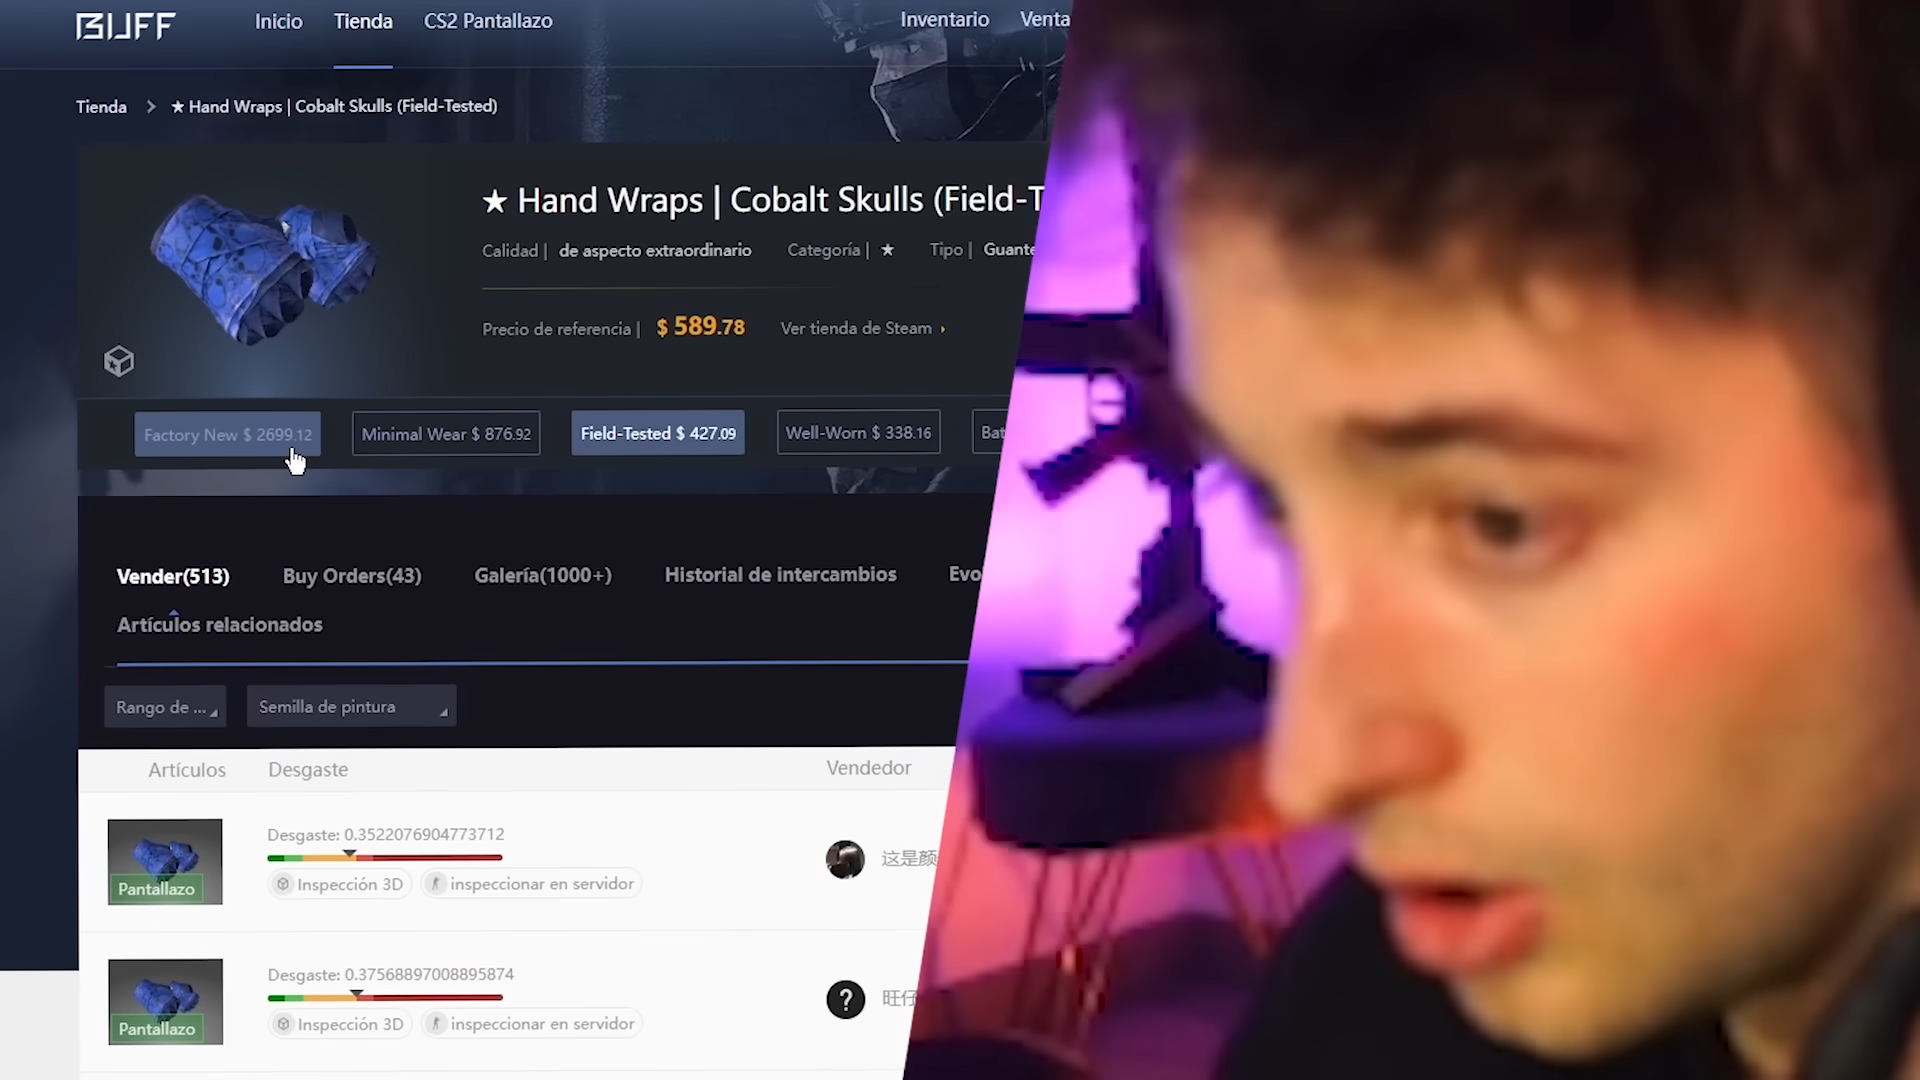 BUFF
Inicio Tienda CS2 Pantallazo Inventario Venta
Tienda > ★ Hand Wraps | Cobalt Skulls (Field-Tested)
★ Hand Wraps | Cobalt Skulls (Field-T
Calidad | de aspecto extraordinario Categoría | ★ Tipo | Guante
Precio de referencia | $ 589.78 Ver tienda de Steam
Factory New $ 2699.12 Minimal Wear $ 876.92 Field-Tested $ 427.09 Well-Worn $ 338.16 Bat
Vender(513) Buy Orders(43) Galería(1000+) Historial de intercambios Evo
Artículos relacionados
Rango de ... Semilla de pintura
Artículos Desgaste Vendedor
Desgaste: 0.3522076904773712
这是颜
Pantallazo Inspección 3D inspeccionar en servidor
Desgaste: 0.37568897008895874
? 旺仔
Pantallazo Inspección 3D inspeccionar en servidor